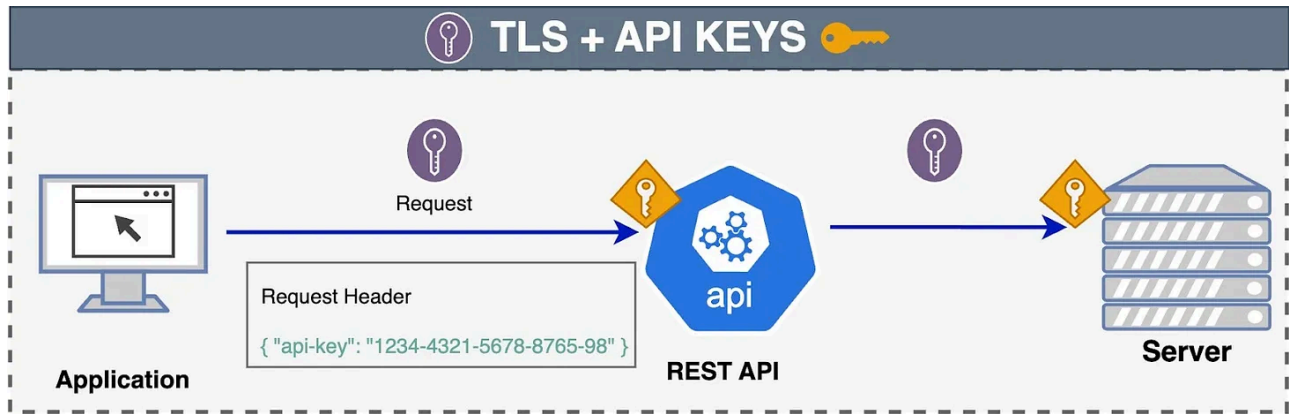 TLS + API KEYS
Request
Request Header
{ "api-key": "1234-4321-5678-8765-98" }
api
Application
REST API
Server